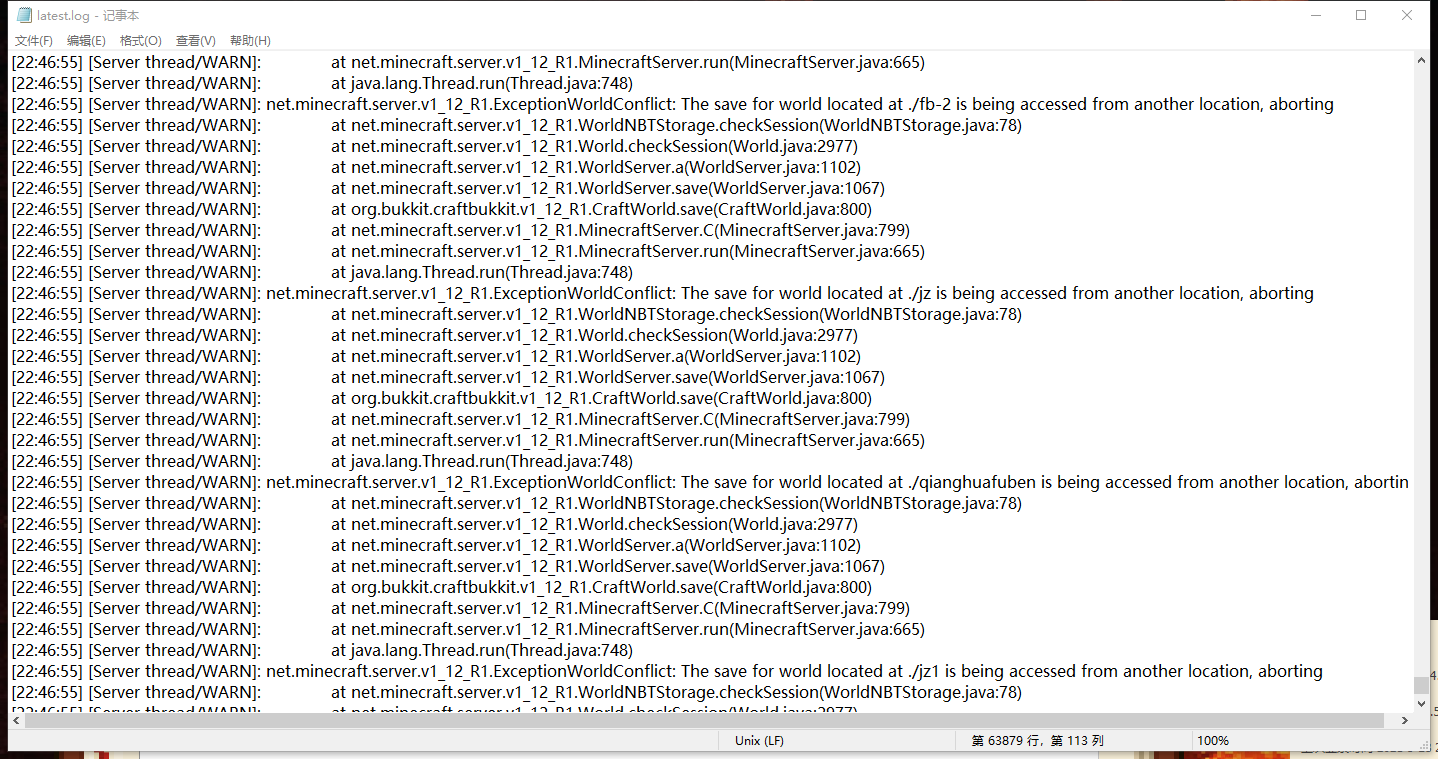 latest.log - 记事本
文件(F) 编辑(E) 格式(O) 查看(V) 帮助(H)
[22:46:55] [Server thread/WARN]: at net.minecraft.server.v1_12_R1.MinecraftServer.run(MinecraftServer.java:665)
[22:46:55] [Server thread/WARN]: at java.lang.Thread.run(Thread.java:748)
[22:46:55] [Server thread/WARN]: net.minecraft.server.v1_12_R1.ExceptionWorldConflict: The save for world located at ./fb-2 is being accessed from another location, aborting
[22:46:55] [Server thread/WARN]: at net.minecraft.server.v1_12_R1.WorldNBTStorage.checkSession(WorldNBTStorage.java:78)
[22:46:55] [Server thread/WARN]: at net.minecraft.server.v1_12_R1.World.checkSession(World.java:2977)
[22:46:55] [Server thread/WARN]: at net.minecraft.server.v1_12_R1.WorldServer.a(WorldServer.java:1102)
[22:46:55] [Server thread/WARN]: at net.minecraft.server.v1_12_R1.WorldServer.save(WorldServer.java:1067)
[22:46:55] [Server thread/WARN]: at org.bukkit.craftbukkit.v1_12_R1.CraftWorld.save(CraftWorld.java:800)
[22:46:55] [Server thread/WARN]: at net.minecraft.server.v1_12_R1.MinecraftServer.C(MinecraftServer.java:799)
[22:46:55] [Server thread/WARN]: at net.minecraft.server.v1_12_R1.MinecraftServer.run(MinecraftServer.java:665)
[22:46:55] [Server thread/WARN]: at java.lang.Thread.run(Thread.java:748)
[22:46:55] [Server thread/WARN]: net.minecraft.server.v1_12_R1.ExceptionWorldConflict: The save for world located at ./jz is being accessed from another location, aborting
[22:46:55] [Server thread/WARN]: at net.minecraft.server.v1_12_R1.WorldNBTStorage.checkSession(WorldNBTStorage.java:78)
[22:46:55] [Server thread/WARN]: at net.minecraft.server.v1_12_R1.World.checkSession(World.java:2977)
[22:46:55] [Server thread/WARN]: at net.minecraft.server.v1_12_R1.WorldServer.a(WorldServer.java:1102)
[22:46:55] [Server thread/WARN]: at net.minecraft.server.v1_12_R1.WorldServer.save(WorldServer.java:1067)
[22:46:55] [Server thread/WARN]: at org.bukkit.craftbukkit.v1_12_R1.CraftWorld.save(CraftWorld.java:800)
[22:46:55] [Server thread/WARN]: at net.minecraft.server.v1_12_R1.MinecraftServer.C(MinecraftServer.java:799)
[22:46:55] [Server thread/WARN]: at net.minecraft.server.v1_12_R1.MinecraftServer.run(MinecraftServer.java:665)
[22:46:55] [Server thread/WARN]: at java.lang.Thread.run(Thread.java:748)
[22:46:55] [Server thread/WARN]: net.minecraft.server.v1_12_R1.ExceptionWorldConflict: The save for world located at ./qianghuafuben is being accessed from another location, abortin
[22:46:55] [Server thread/WARN]: at net.minecraft.server.v1_12_R1.WorldNBTStorage.checkSession(WorldNBTStorage.java:78)
[22:46:55] [Server thread/WARN]: at net.minecraft.server.v1_12_R1.World.checkSession(World.java:2977)
[22:46:55] [Server thread/WARN]: at net.minecraft.server.v1_12_R1.WorldServer.a(WorldServer.java:1102)
[22:46:55] [Server thread/WARN]: at net.minecraft.server.v1_12_R1.WorldServer.save(WorldServer.java:1067)
[22:46:55] [Server thread/WARN]: at org.bukkit.craftbukkit.v1_12_R1.CraftWorld.save(CraftWorld.java:800)
[22:46:55] [Server thread/WARN]: at net.minecraft.server.v1_12_R1.MinecraftServer.C(MinecraftServer.java:799)
[22:46:55] [Server thread/WARN]: at net.minecraft.server.v1_12_R1.MinecraftServer.run(MinecraftServer.java:665)
[22:46:55] [Server thread/WARN]: at java.lang.Thread.run(Thread.java:748)
[22:46:55] [Server thread/WARN]: net.minecraft.server.v1_12_R1.ExceptionWorldConflict: The save for world located at ./jz1 is being accessed from another location, aborting
[22:46:55] [Server thread/WARN]: at net.minecraft.server.v1_12_R1.WorldNBTStorage.checkSession(WorldNBTStorage.java:78)
[22:46:55] [Server thread/WARN]: at net.minecraft.server.v1_12_R1.World.checkSession(World.java:2977)
Unix (LF) 第 63879 行，第 113 列 100%